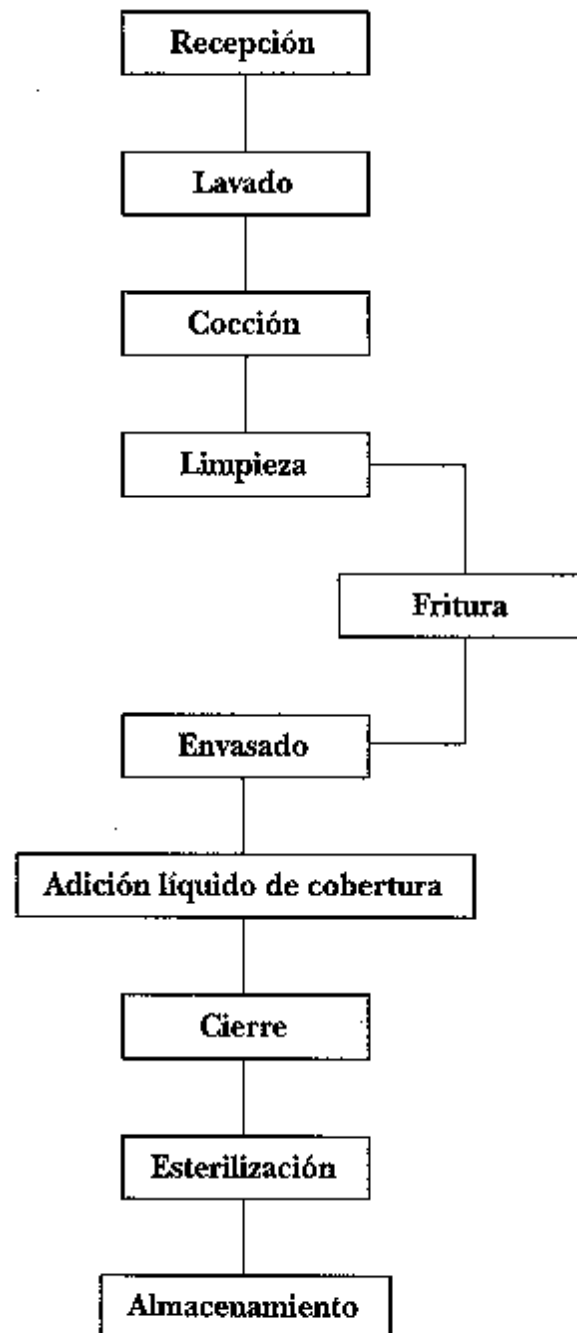 Recepción
Lavado
Cocción
Limpieza
Fritura
Envasado
Adición líquido de cobertura
Cierre
Esterilización
Almacenamiento